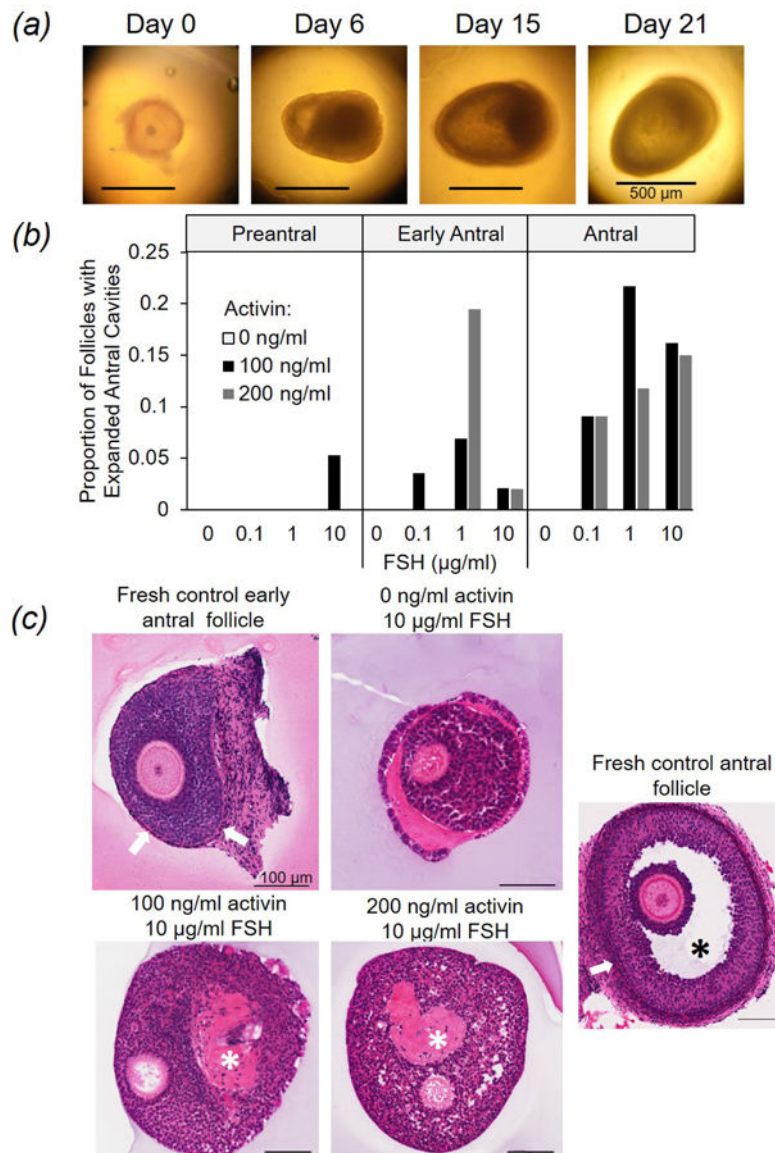 (a)
Day 0 Day 6 Day 15 Day 21
500 µm
(b)
Preantral Early Antral Antral
Proportion of Follicles with
Expanded Antral Cavities
0.25
0.2
0.15
0.1
0.05
0
Activin:
0 ng/ml
100 ng/ml
200 ng/ml
0 0.1 1 10 0 0.1 1 10 0 0.1 1 10
FSH (µg/ml)
(c)
Fresh control early
antral follicle
100 µm
0 ng/ml activin
10 µg/ml FSH
Fresh control antral
follicle
*
100 ng/ml activin
10 µg/ml FSH
*
200 ng/ml activin
10 µg/ml FSH
*